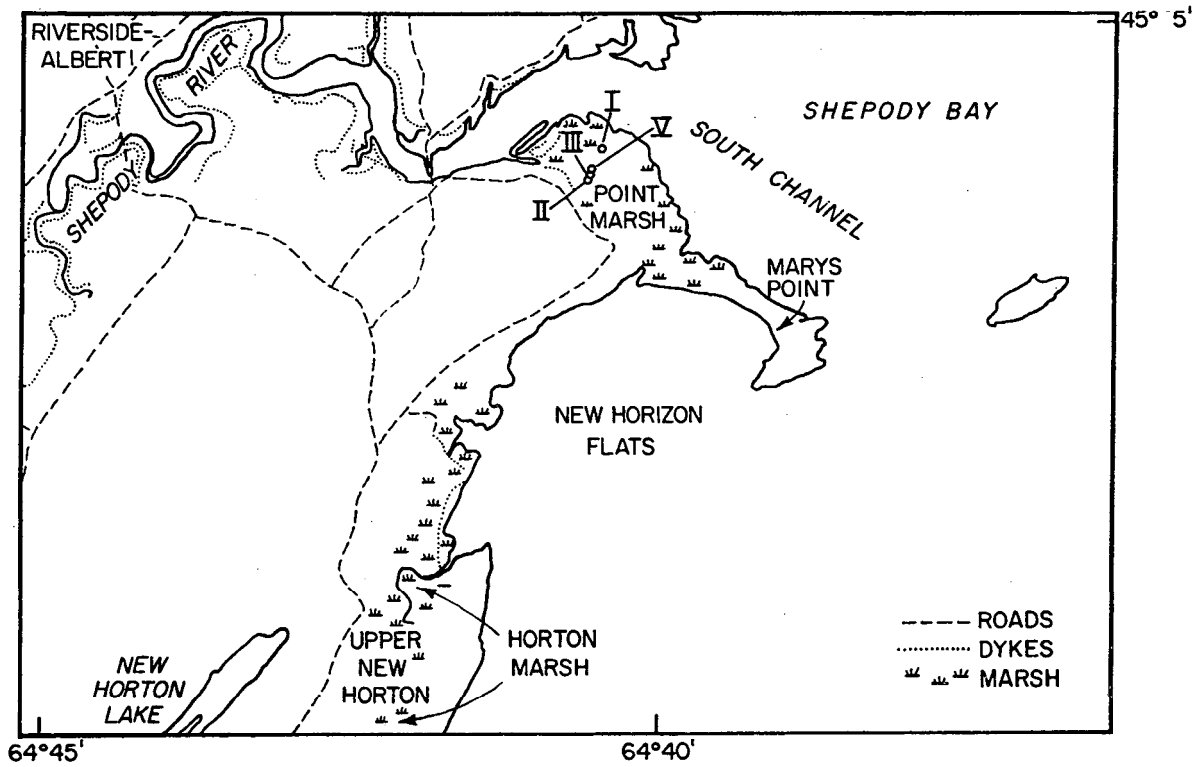 45° 5'
RIVERSIDE-
ALBERT
RIVER
SHEPODY
SHEPODY BAY
SOUTH CHANNEL
I
III
V
II
POINT
MARSH
MARYS
POINT
NEW HORIZON
FLATS
UPPER
NEW
HORTON
HORTON
MARSH
NEW
HORTON
LAKE
ROADS
DYKES
MARSH
64°45'
64°40'